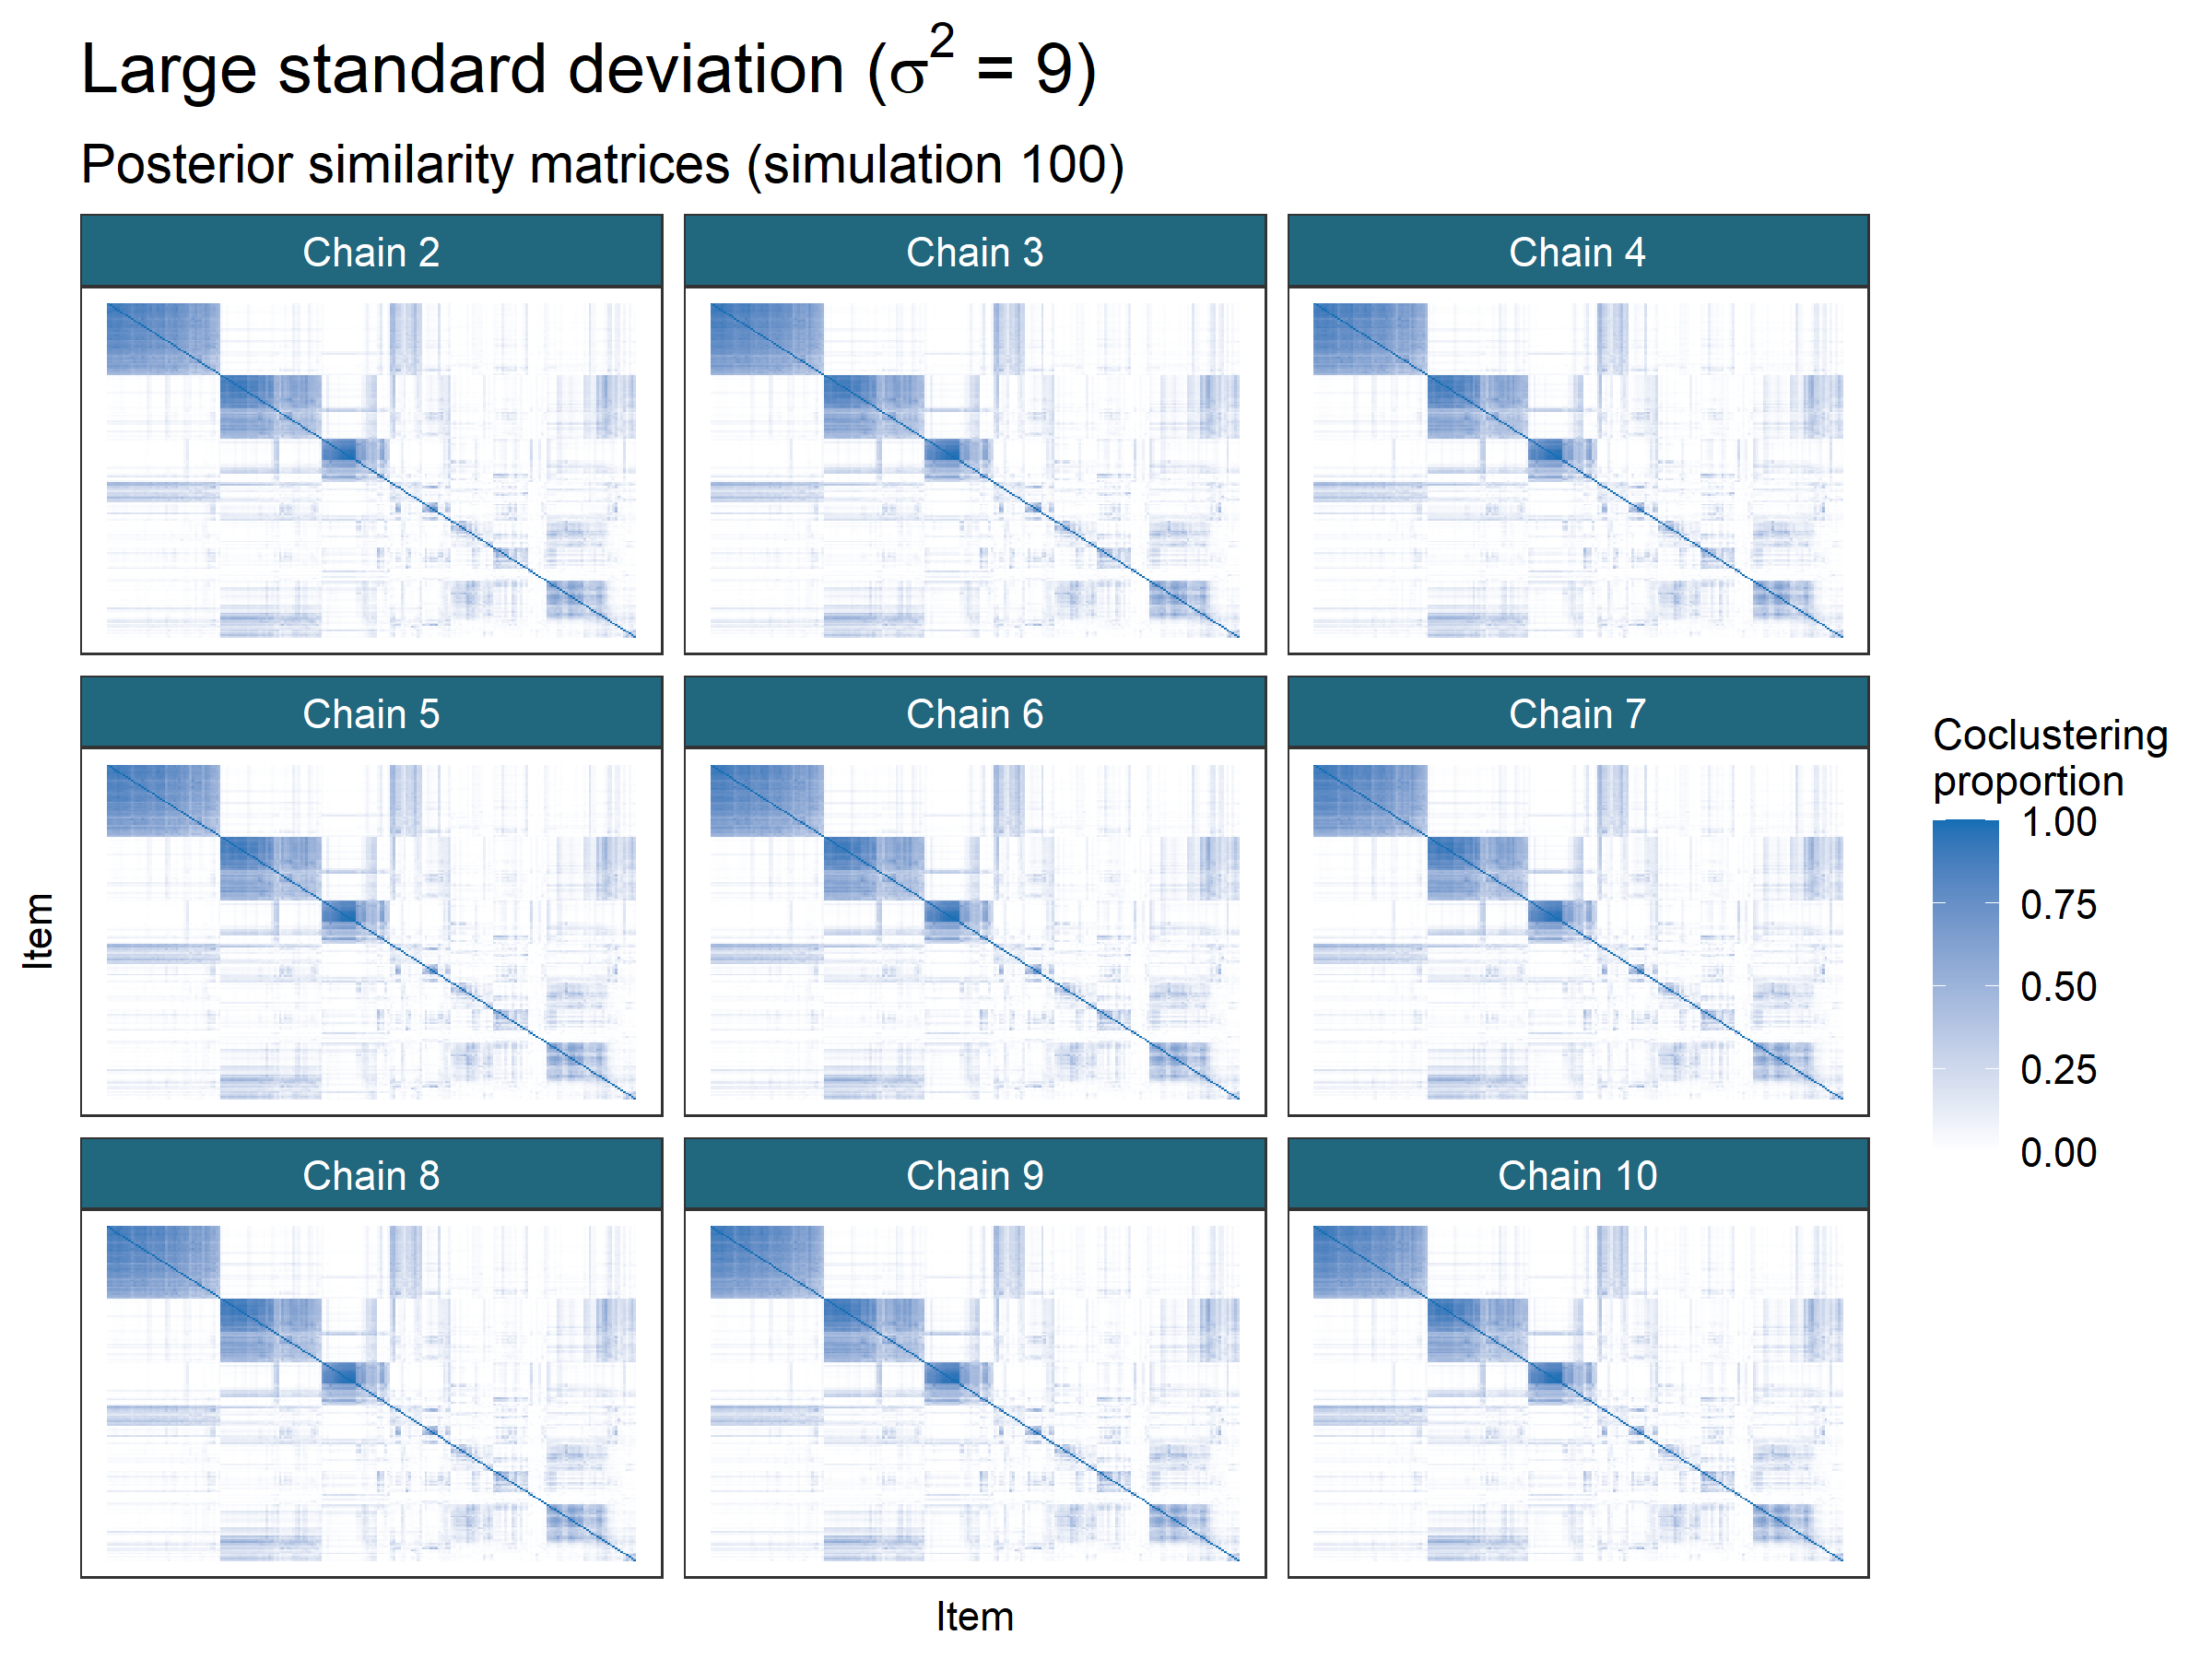 Large standard deviation (σ² = 9)
Posterior similarity matrices (simulation 100)
Chain 2
Chain 3
Chain 4
Chain 5
Chain 6
Chain 7
Chain 8
Chain 9
Chain 10
Item
Item
Coclustering
proportion
1.00
0.75
0.50
0.25
0.00